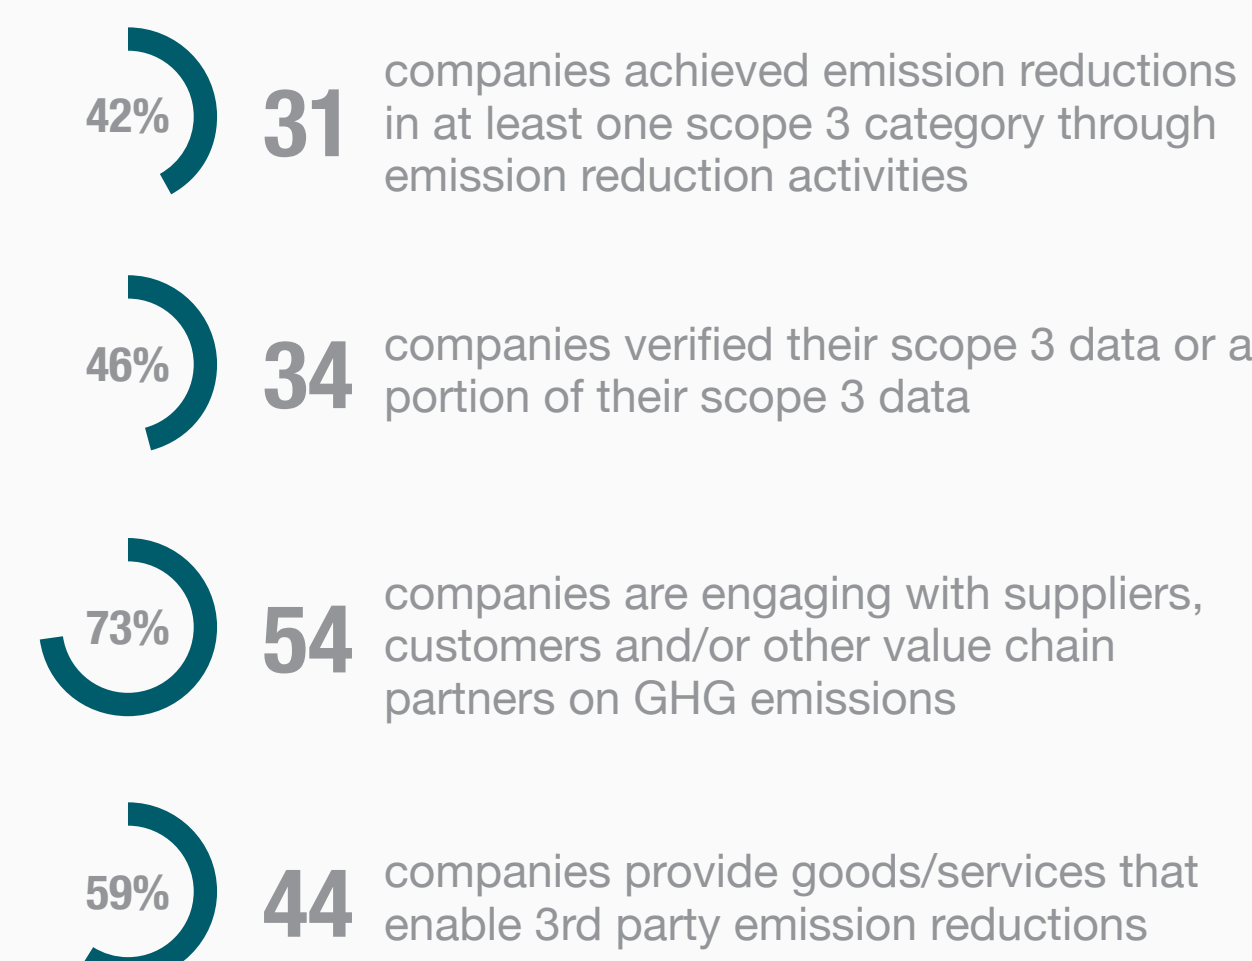 42%
31
companies achieved emission reductions
in at least one scope 3 category through
emission reduction activities
46%
34
companies verified their scope 3 data or a
portion of their scope 3 data
73%
54
companies are engaging with suppliers,
customers and/or other value chain
partners on GHG emissions
59%
44
companies provide goods/services that
enable 3rd party emission reductions